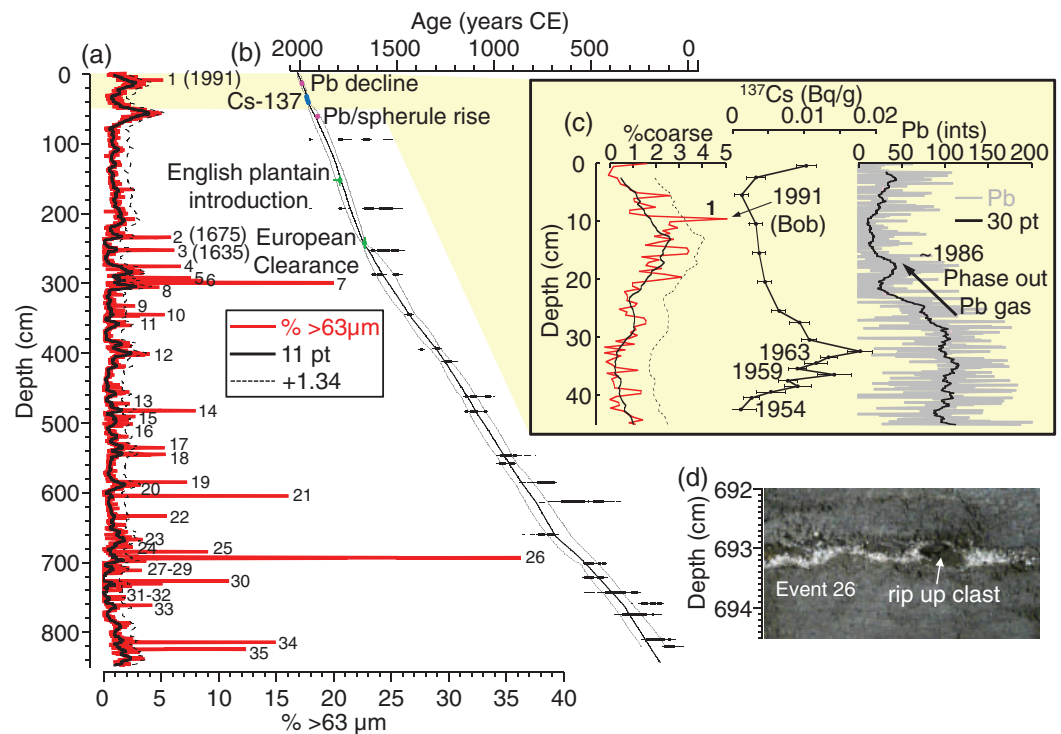 Age (years CE)
(a)
(b)
2000
1500
1000
500
0
0
100
200
300
400
500
600
700
800
Depth (cm)
1 (1991)
2 (1675)
3 (1635)
4
5
6
7
8
9
10
11
12
13
14
15
16
17
18
19
20
21
22
23
24
25
26
27-29
30
31-32
33
34
35
0
5
10
15
20
25
30
35
40
% >63 µm
Pb decline
Cs-137
Pb/spherule rise
English plantain
introduction
European
Clearance
% >63µm
11 pt
+1.34
(c)
%coarse
0 1 2 3 4 5
137Cs (Bq/g)
0
0.01
0.02
Pb (ints)
0 50 100 200
Depth (cm)
0
10
20
30
40
1
1991
(Bob)
1963
1959
1954
Pb
30 pt
~1986
Phase out
Pb gas
(d)
Depth (cm)
692
693
694
Event 26
rip up clast